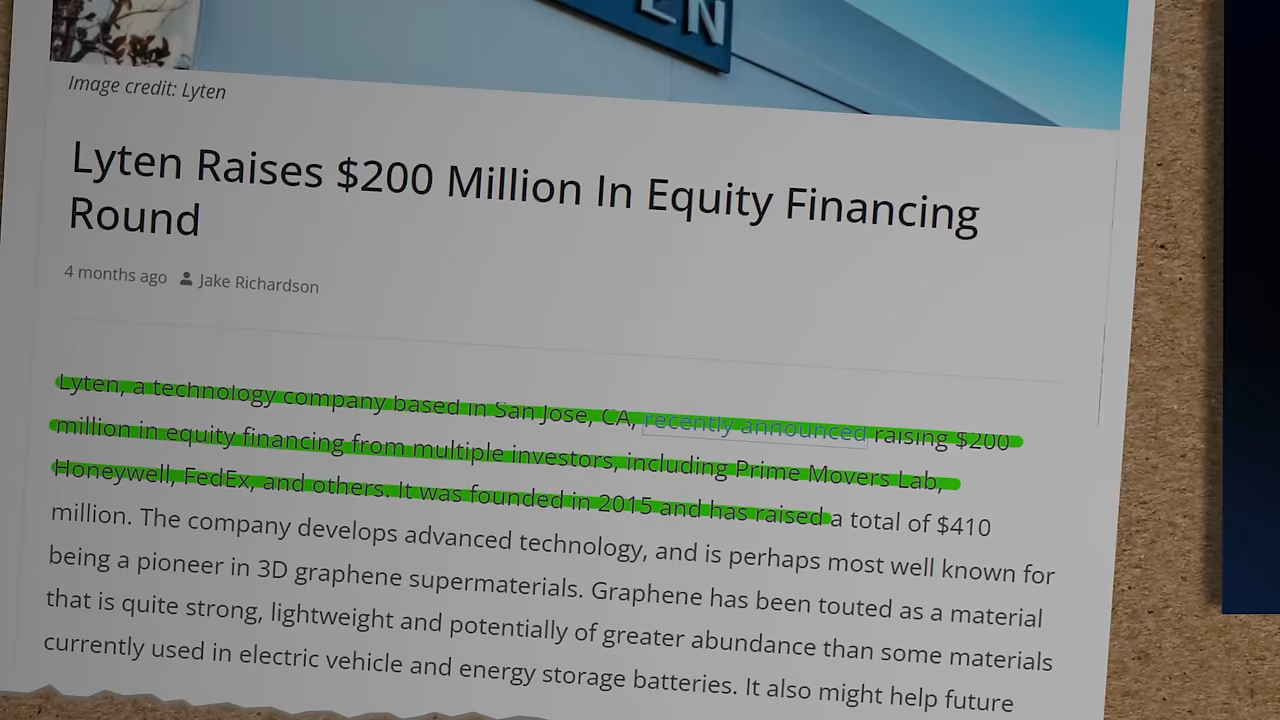 EN
Image credit: Lyten
Lyten Raises $200 Million In Equity Financing
Round
4 months ago Jake Richardson
Lyten, a technology company based in San Jose, CA, recently announced raising $200
million in equity financing from multiple investors, including Prime Movers Lab,
Honeywell, FedEx, and others. It was founded in 2015 and has raised a total of $410
million. The company develops advanced technology, and is perhaps most well known for
being a pioneer in 3D graphene supermaterials. Graphene has been touted as a material
that is quite strong, lightweight and potentially of greater abundance than some materials
currently used in electric vehicle and energy storage batteries. It also might help future